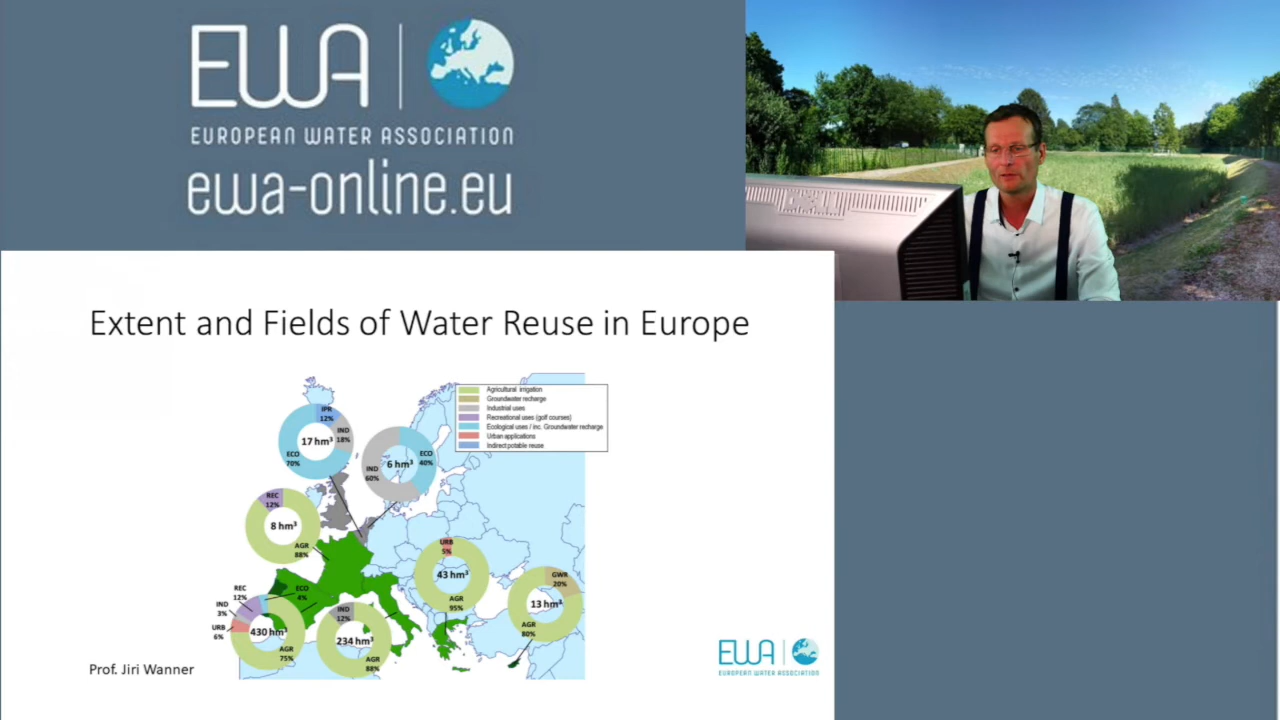 EWA
EUROPEAN WATER ASSOCIATION
ewa-online.eu
Extent and Fields of Water Reuse in Europe
Agricultural irrigation
Groundwater recharge
Industrial uses
Recreational uses (golf courses)
Ecological uses / inc. Groundwater recharge
Urban applications
Indirect potable reuse
IPR
12%
IND
18%
17 hm³
ECO
70%
ECO
40%
6 hm³
IND
60%
REC
12%
8 hm³
AGR
88%
URB
5%
43 hm³
AGR
95%
GWR
20%
13 hm³
AGR
80%
REC
12%
ECO
4%
IND
3%
URB
6%
430 hm³
AGR
75%
IND
12%
234 hm³
AGR
88%
Prof. Jiri Wanner
EWA
EUROPEAN WATER ASSOCIATION